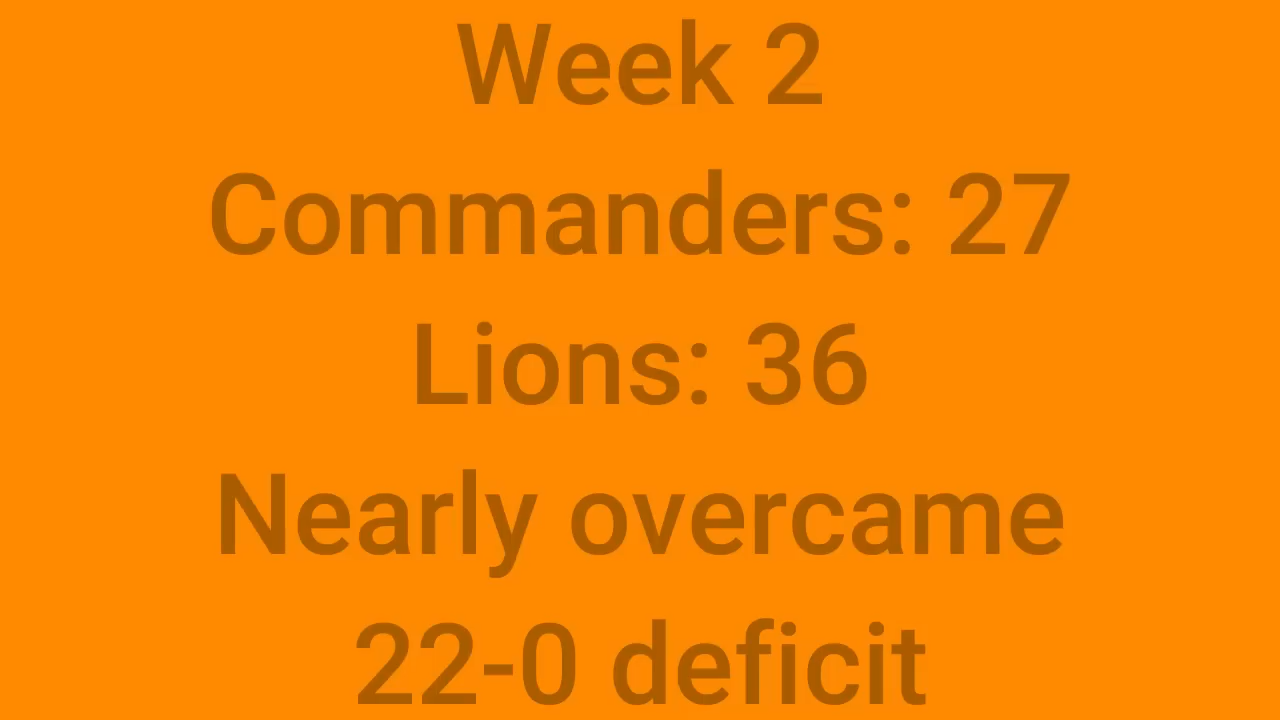 Week 2
Commanders: 27
Lions: 36
Nearly overcame
22-0 deficit